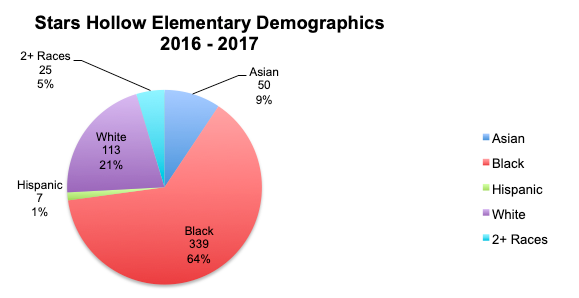 Stars Hollow Elementary Demographics
2016 - 2017
2+ Races
25
5%
Asian
50
9%
White
113
21%
Hispanic
7
1%
Black
339
64%
Asian
Black
Hispanic
White
2+ Races